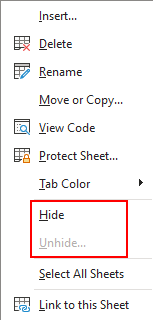 Insert...
Delete
Rename
Move or Copy...
View Code
Protect Sheet...
Tab Color
Hide
Unhide...
Select All Sheets
Link to this Sheet